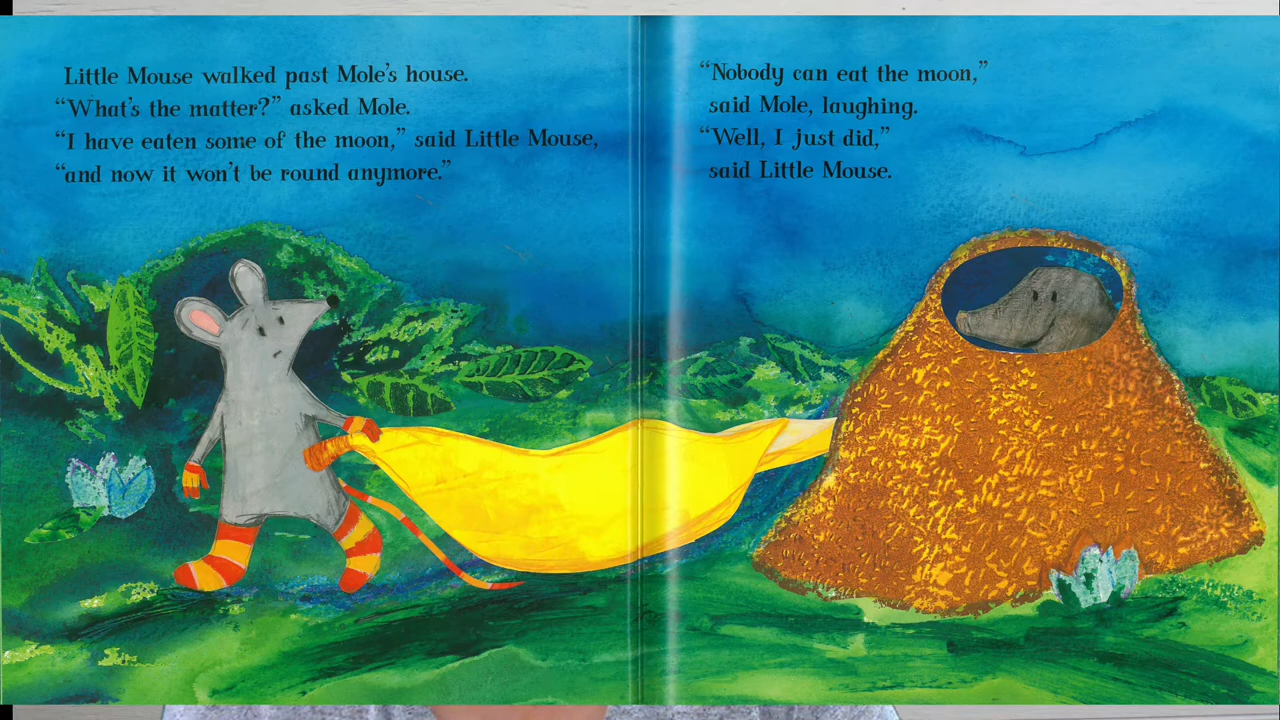 Little Mouse walked past Mole's house.
“What's the matter?” asked Mole.
“I have eaten some of the moon,” said Little Mouse,
“and now it won't be round anymore.”
“Nobody can eat the moon,”
said Mole, laughing.
“Well, I just did,”
said Little Mouse.